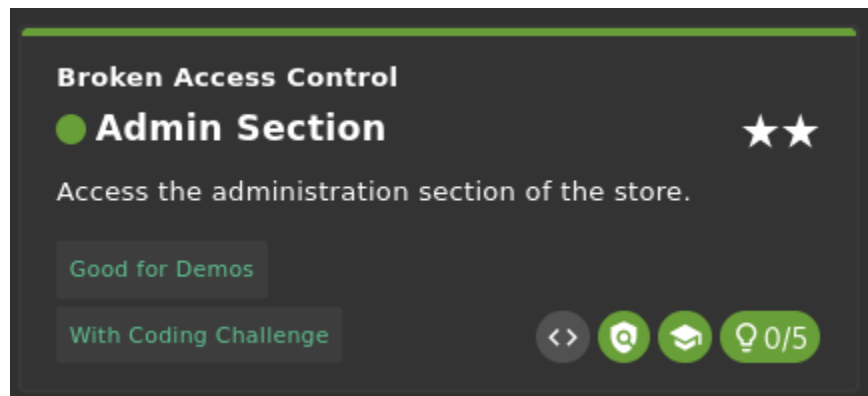 Broken Access Control
Admin Section
Access the administration section of the store.
Good for Demos
With Coding Challenge
<> 0/5